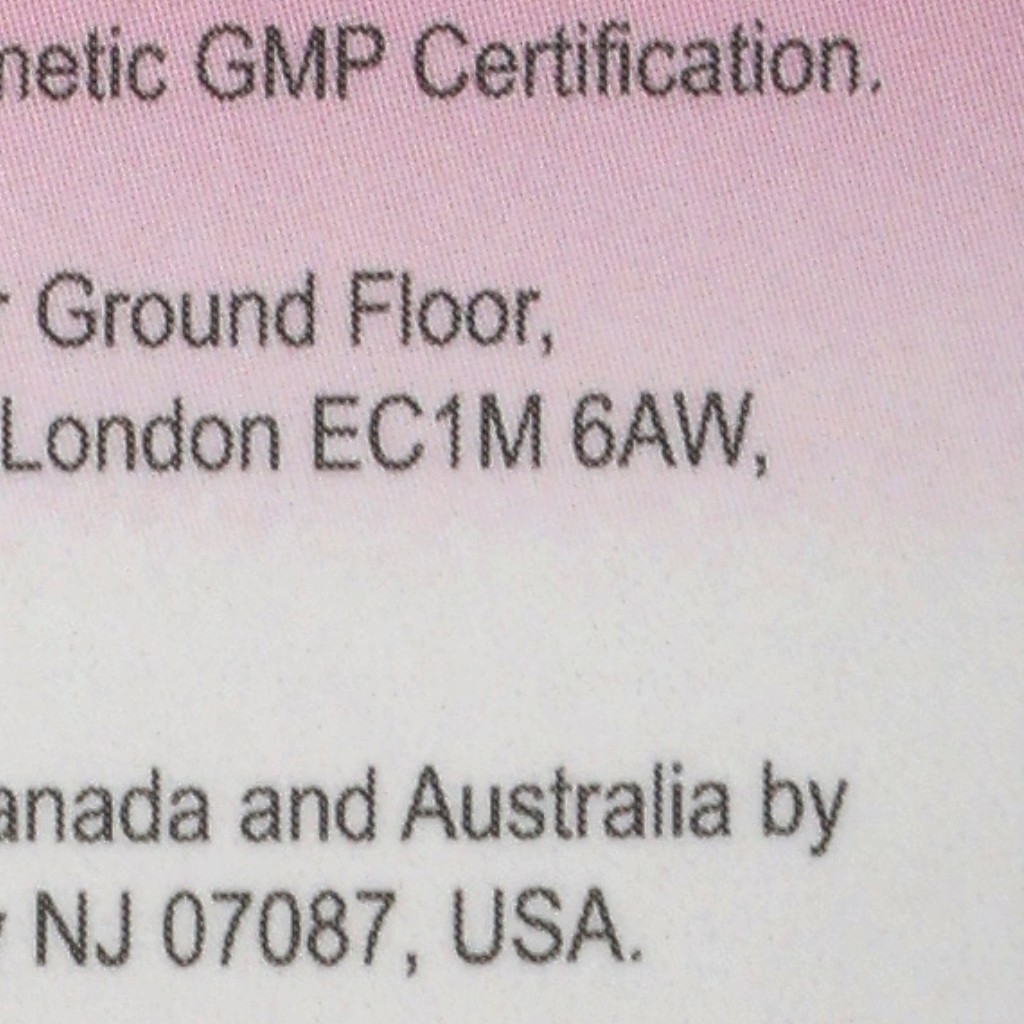 netic GMP Certification.
r Ground Floor,
London EC1M 6AW,
anada and Australia by
NJ 07087, USA.